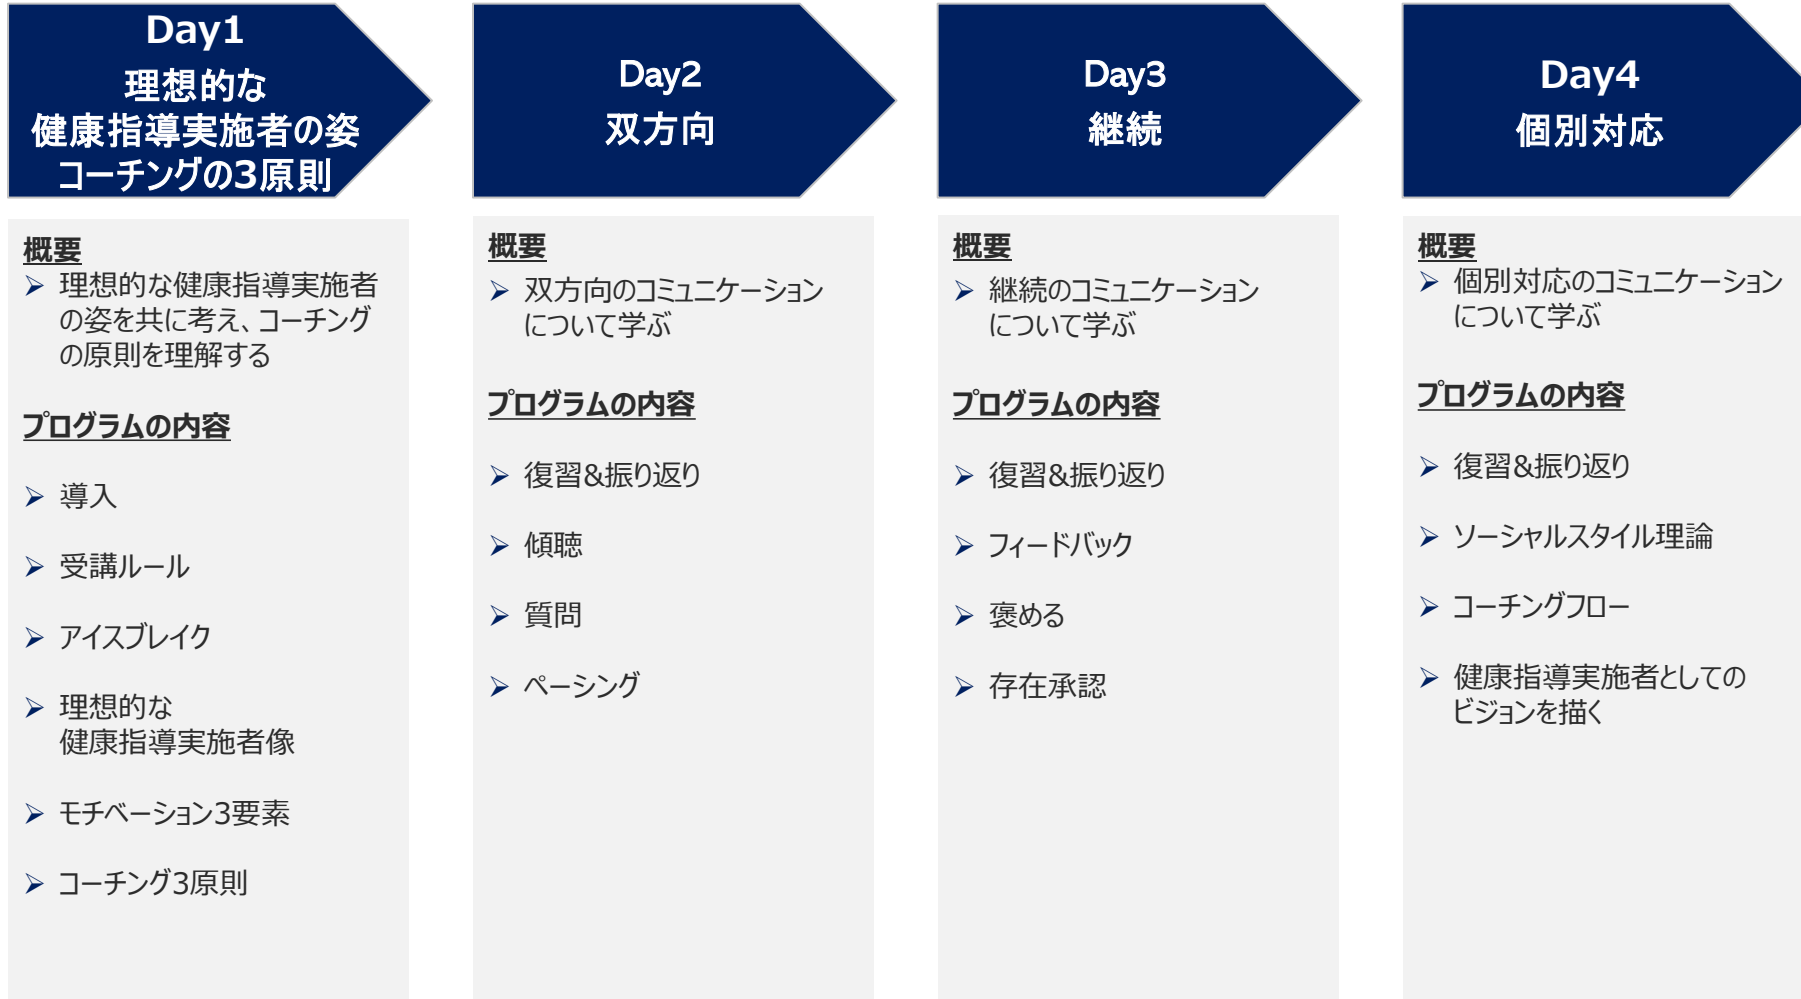 Day1
理想的な
健康指導実施者の姿
コーチングの3原則
概要
➢ 理想的な健康指導実施者
の姿を共に考え、コーチング
の原則を理解する
プログラムの内容
➢ 導入
➢ 受講ルール
➢ アイスブレイク
➢ 理想的な
健康指導実施者像
➢ モチベーション3要素
➢ コーチング3原則
Day2
双方向
概要
➢ 双方向のコミュニケーション
について学ぶ
プログラムの内容
➢ 復習&振り返り
➢ 傾聴
➢ 質問
➢ ペーシング
Day3
継続
概要
➢ 継続のコミュニケーション
について学ぶ
プログラムの内容
➢ 復習&振り返り
➢ フィードバック
➢ 褒める
➢ 存在承認
Day4
個別対応
概要
➢ 個別対応のコミュニケーション
について学ぶ
プログラムの内容
➢ 復習&振り返り
➢ ソーシャルスタイル理論
➢ コーチングフロー
➢ 健康指導実施者としての
ビジョンを描く